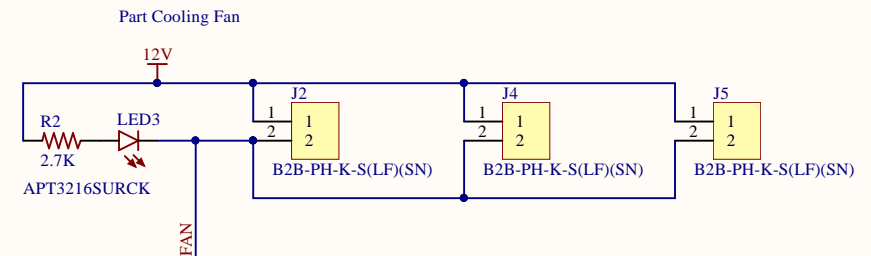 Part Cooling Fan
12V
J2
J4
J5
R2
LED3
1
1
1
1
1
1
2
2
2
2
2
2
2.7K
B2B-PH-K-S(LF)(SN)
B2B-PH-K-S(LF)(SN)
B2B-PH-K-S(LF)(SN)
APT3216SURCK
FAN